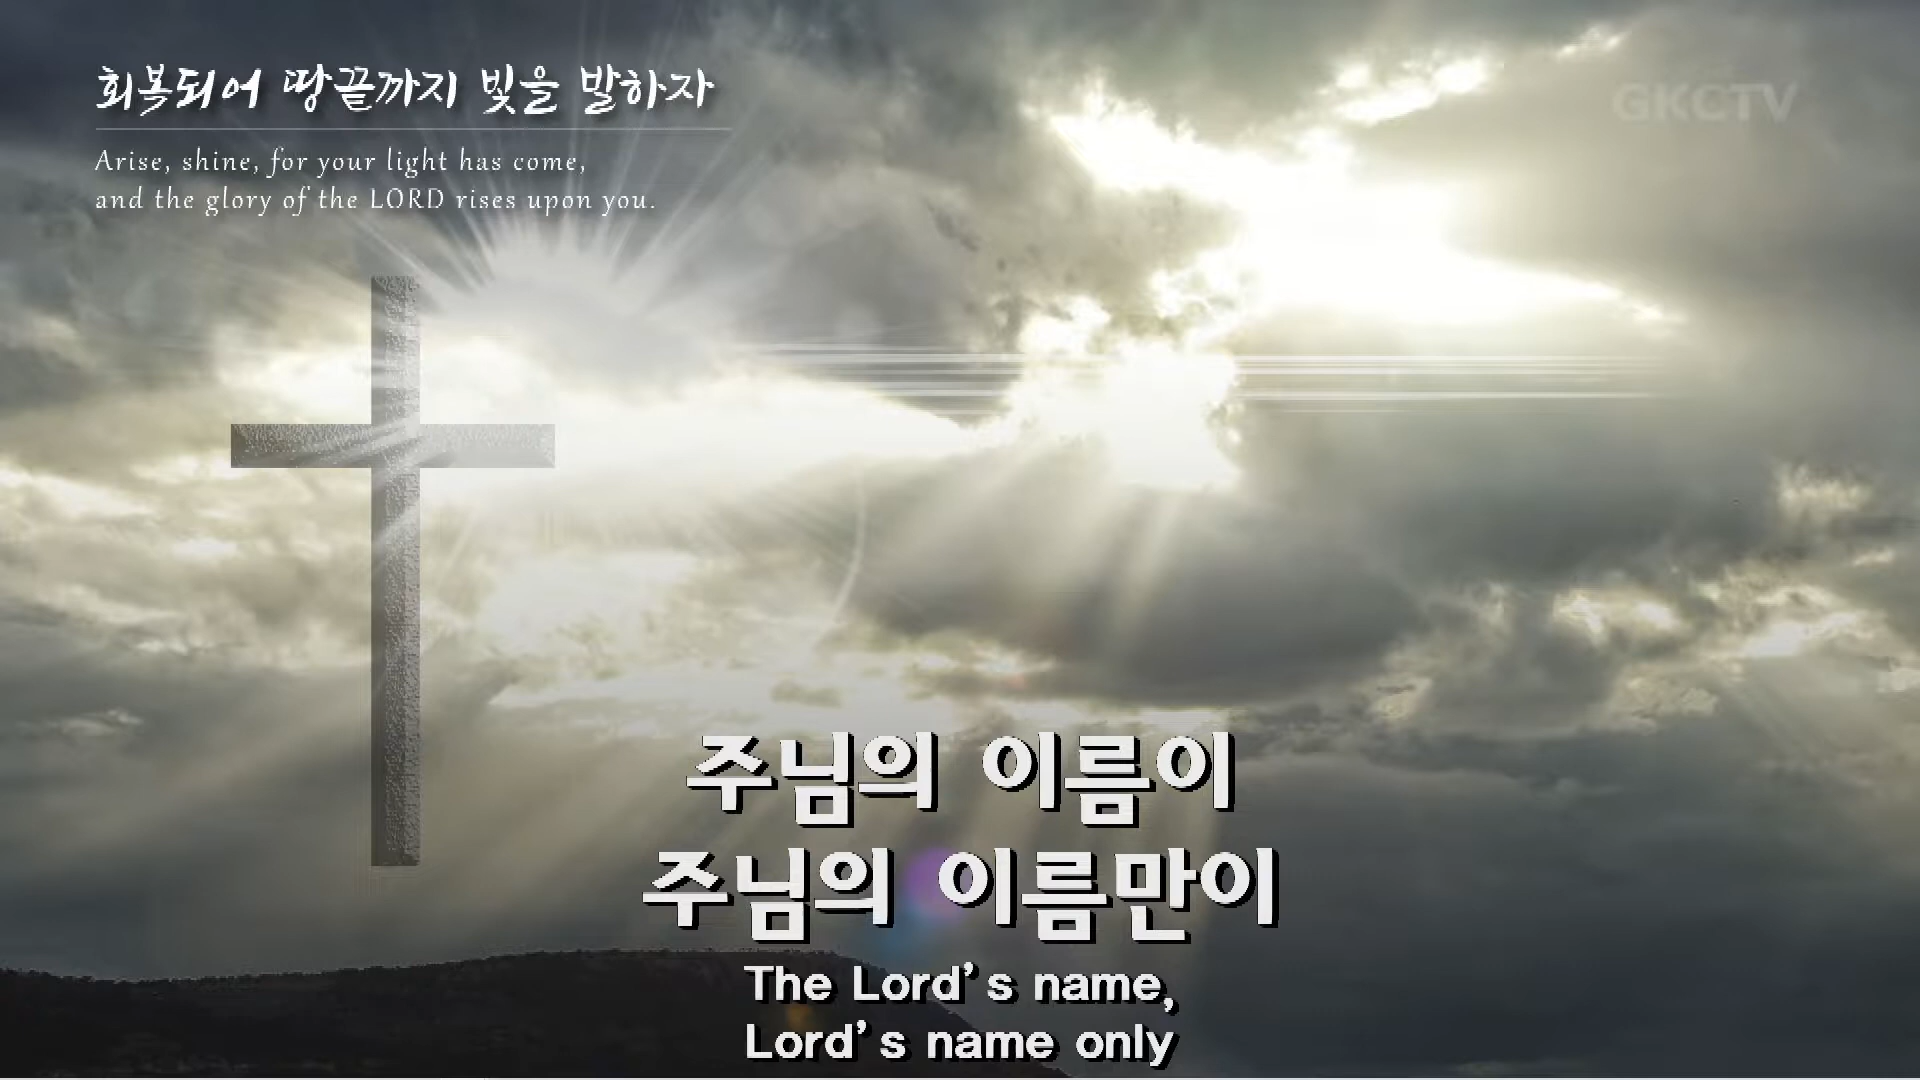 회복되어 땅끝까지 빛을 발하자
Arise, shine, for your light has come,
and the glory of the LORD rises upon you.
GKCTV
주님의 이름이
주님의 이름만이
The Lord's name,
Lord's name only